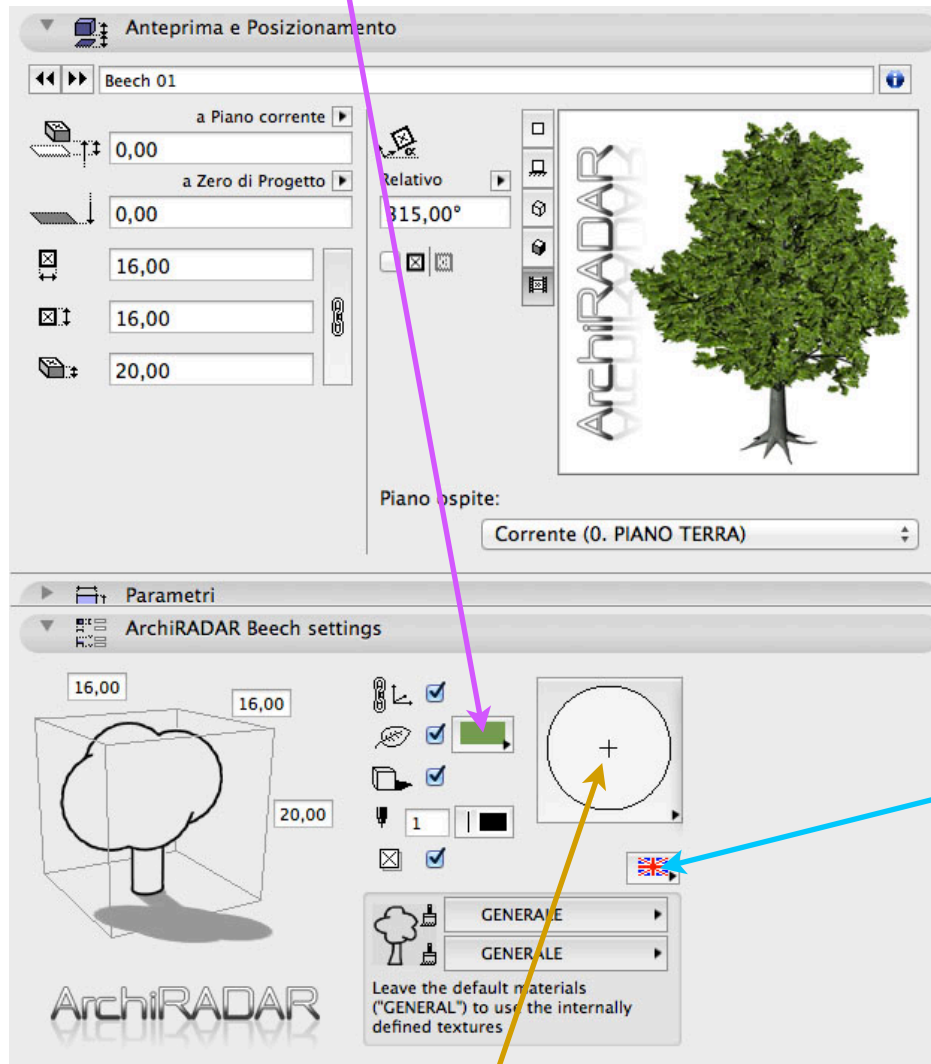 Anteprima e Posizionamento
Beech 01
a Piano corrente
0,00
a Zero di Progetto
0,00
16,00
16,00
20,00
α
Relativo
315,00°
ArchiRADAR
Piano ospite:
Corrente (0. PIANO TERRA)
Parametri
ArchiRADAR Beech settings
16,00
16,00
20,00
1
GENERALE
GENERALE
Leave the default materials
("GENERAL") to use the internally
defined textures
ArchiRADAR